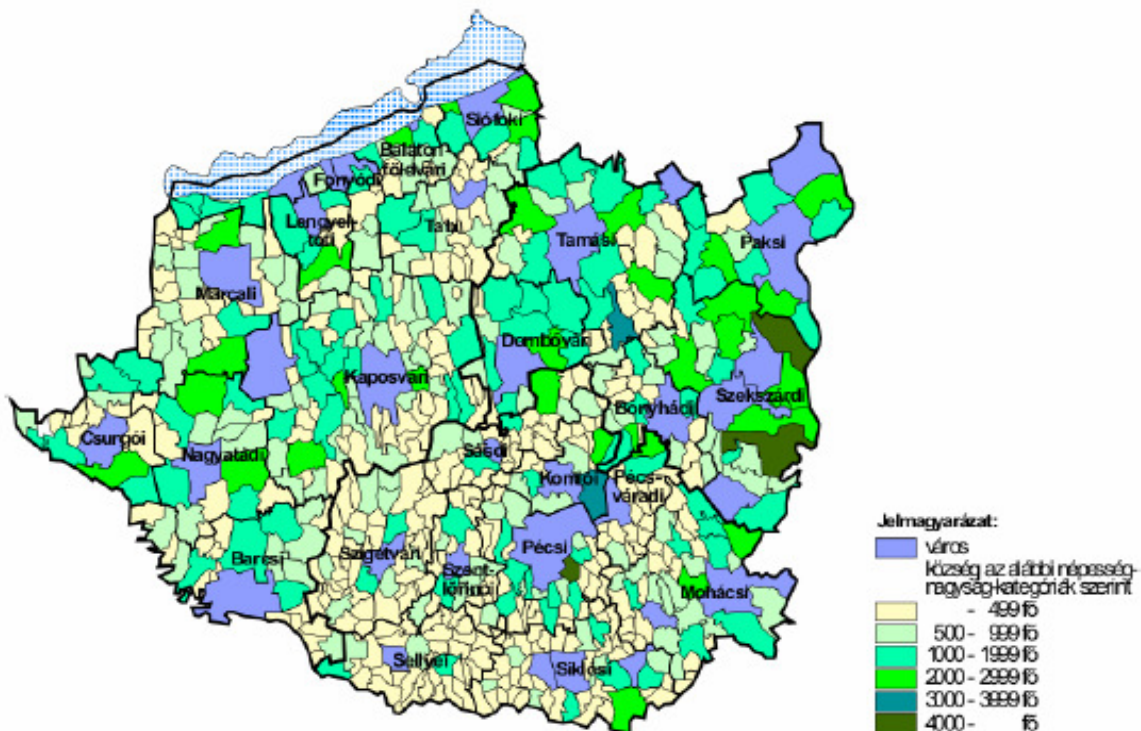 Siófoki
Balaton-
földvári
Fonyódi
Lengyel-
tóti
Tabi
Tamási
Paksi
Marcali
Dombóvári
Kaposvári
Szekszárdi
Bonyhádi
Csurgói
Nagyatádi
Sásdi
Komlói
Pécs-
váradi
Barcsi
Szigetvári
Szent-
lőrinci
Pécsi
Mohácsi
Sellyei
Siklósi
Jelmagyarázat:
város
község az alábbi népesség-
nagyság-kategóriák szerint
- 499 fő
500 - 999 fő
1000 - 1999 fő
2000 - 2999 fő
3000 - 3999 fő
4000 - fő